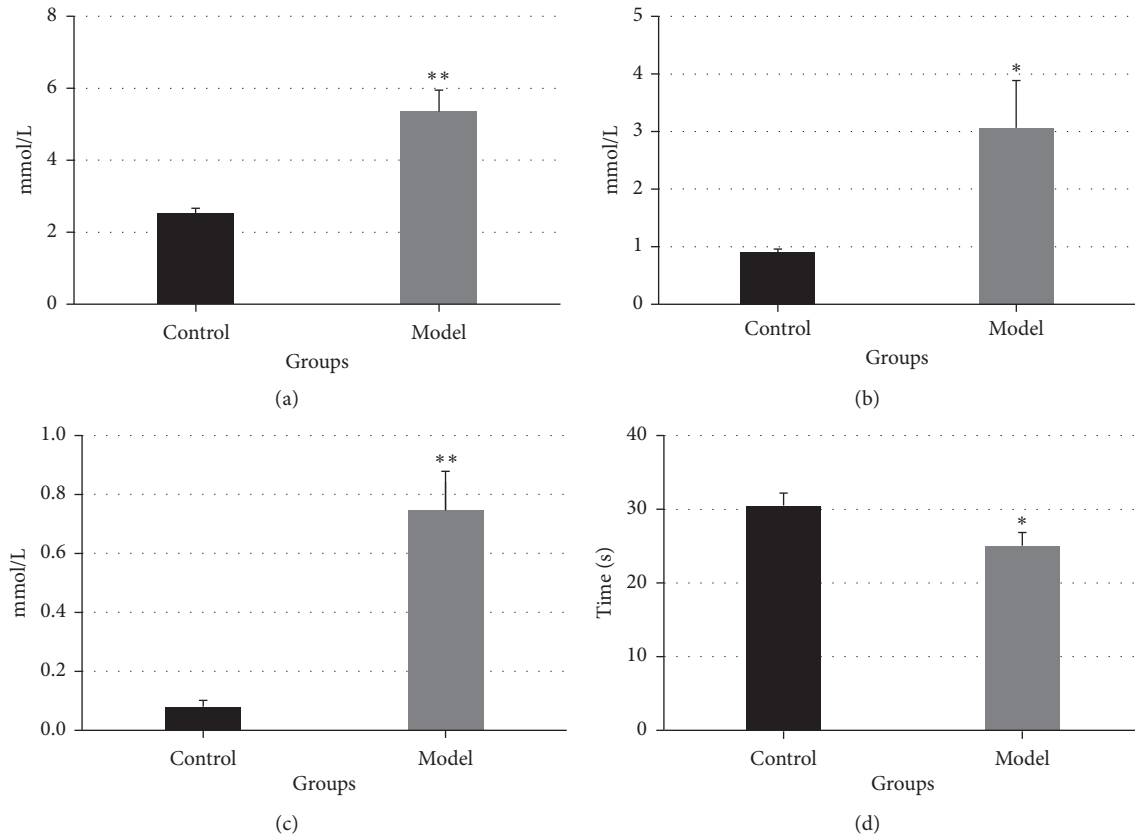 8
6
4
2
0
mmol/L
**
Control
Model
Groups
(a)
5
4
3
2
1
0
mmol/L
*
Control
Model
Groups
(b)
1.0
0.8
0.6
0.4
0.2
0.0
mmol/L
**
Control
Model
Groups
(c)
40
30
20
10
0
Time (s)
*
Control
Model
Groups
(d)